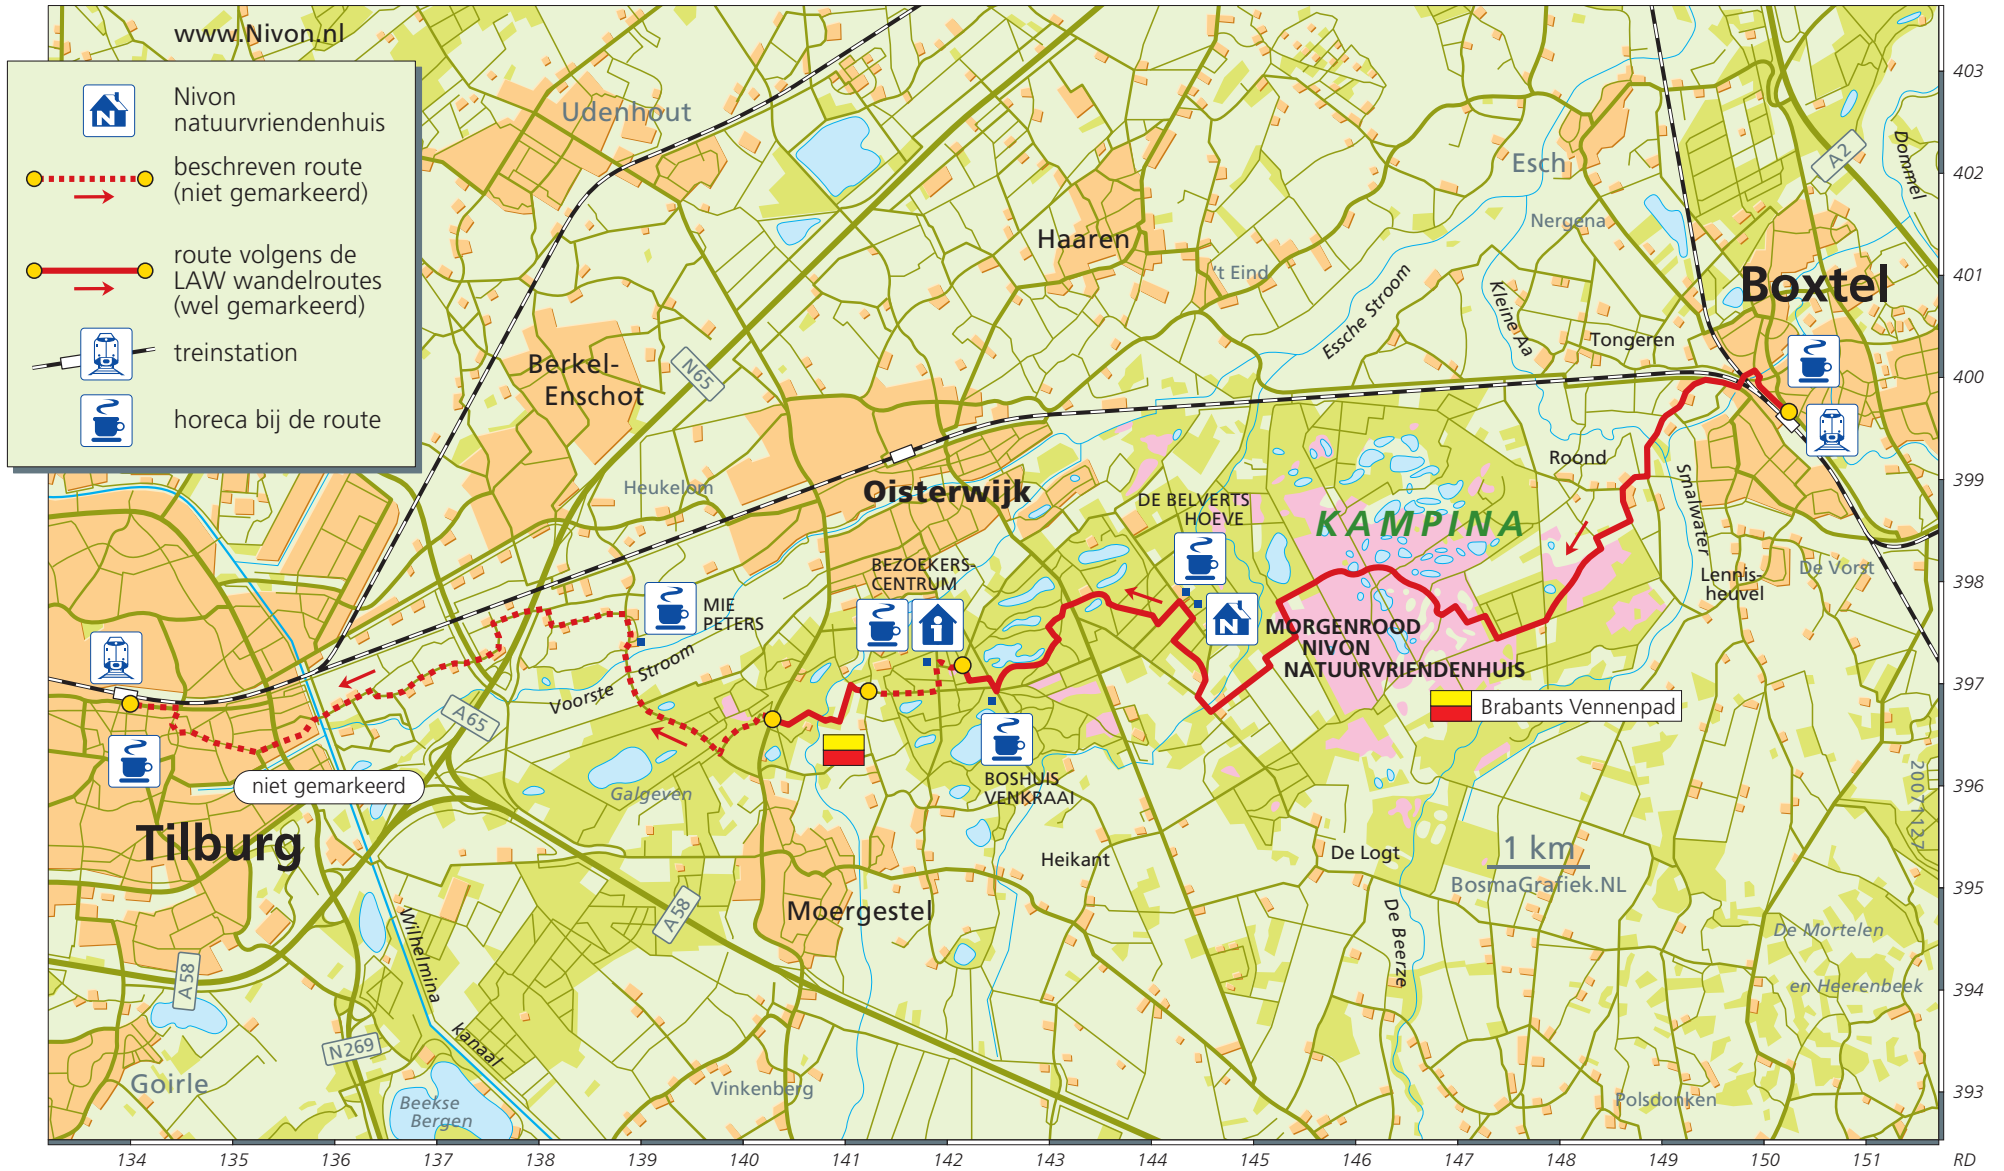 www.Nivon.nl
Nivon
natuurvriendenhuis
beschreven route
(niet gemarkeerd)
route volgens de
LAW wandelroutes
(wel gemarkeerd)
treinstation
horeca bij de route
Udenhout
Berkel-
Enschot
N65
Heukelom
Haaren
't Eind
Esch
Nergena
Essche Stroom
Kleine Aa
Tongeren
Boxtel
A2
Dommel
Roond
Smalwater
Lennis-
heuvel
De Vorst
Oisterwijk
DE BELVERTS
HOEVE
KAMPINA
BEZOEKERS-
CENTRUM
MIE
PETERS
Voorste Stroom
MORGENROOD
NIVON
NATUURVRIENDENHUIS
Brabants Vennenpad
BOSHUIS
VENKRAAI
A65
niet gemarkeerd
Galgeven
Tilburg
Heikant
De Logt
1 km
BosmaGrafiek.NL
20071127
Moergestel
A58
A58
Wilhelmina
kanaal
De Beerze
De Mortelen
en Heerenbeek
N269
Goirle
Beekse
Bergen
Vinkenberg
Polsdonken
403
402
401
400
399
398
397
396
395
394
393
134 135 136 137 138 139 140 141 142 143 144 145 146 147 148 149 150 151 RD